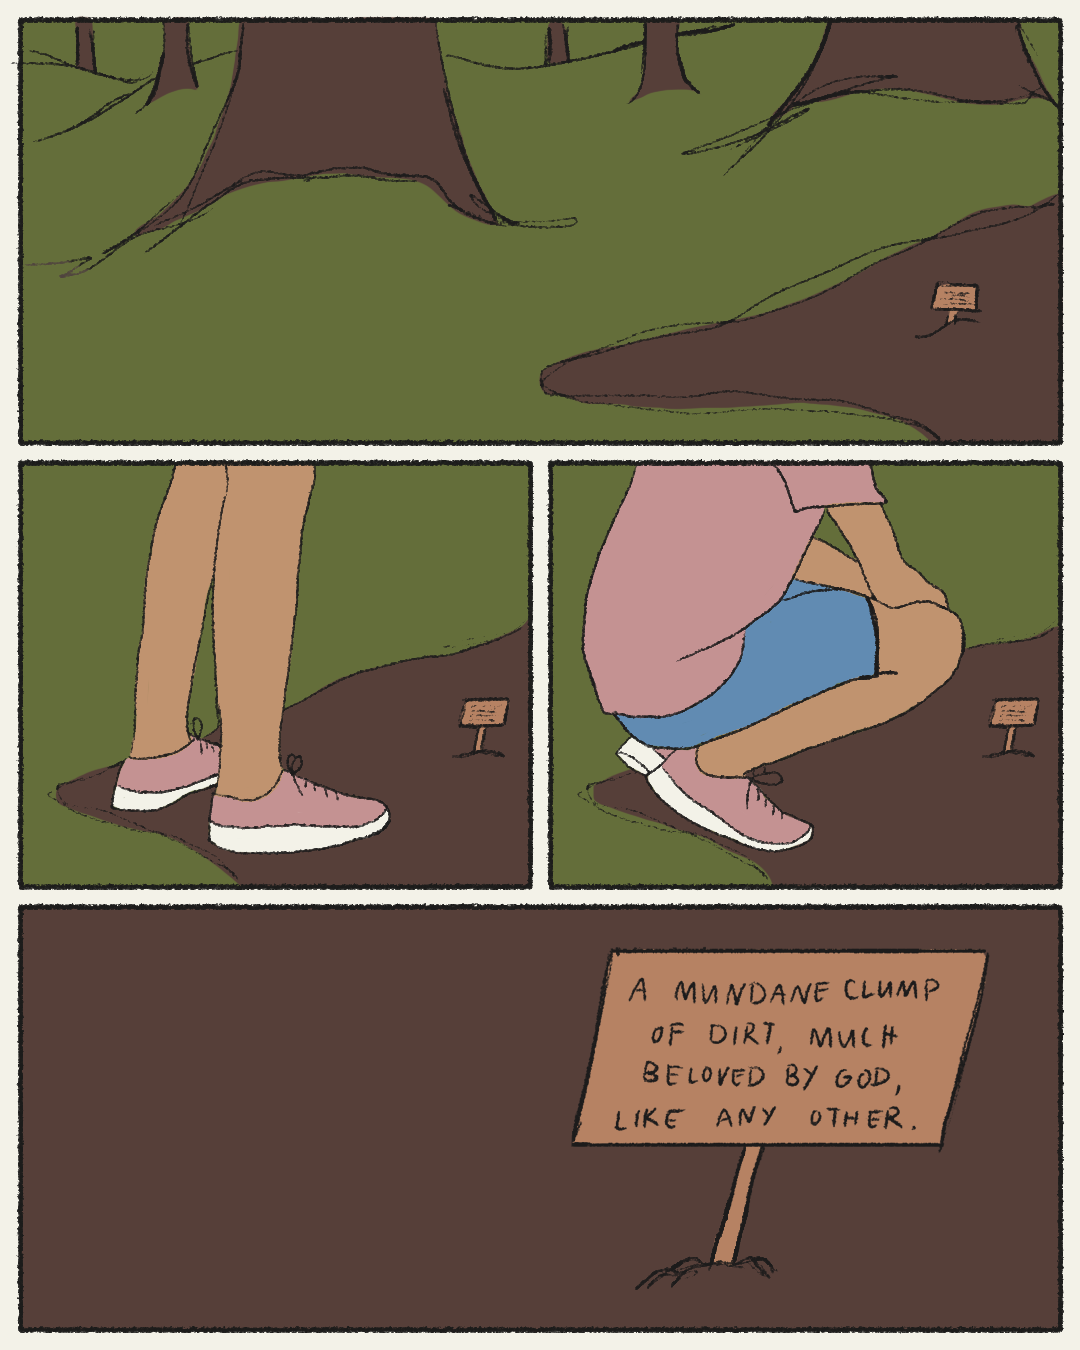 A MUNDANE CLUMP
OF DIRT, MUCH
BELOVED BY GOD,
LIKE ANY OTHER.